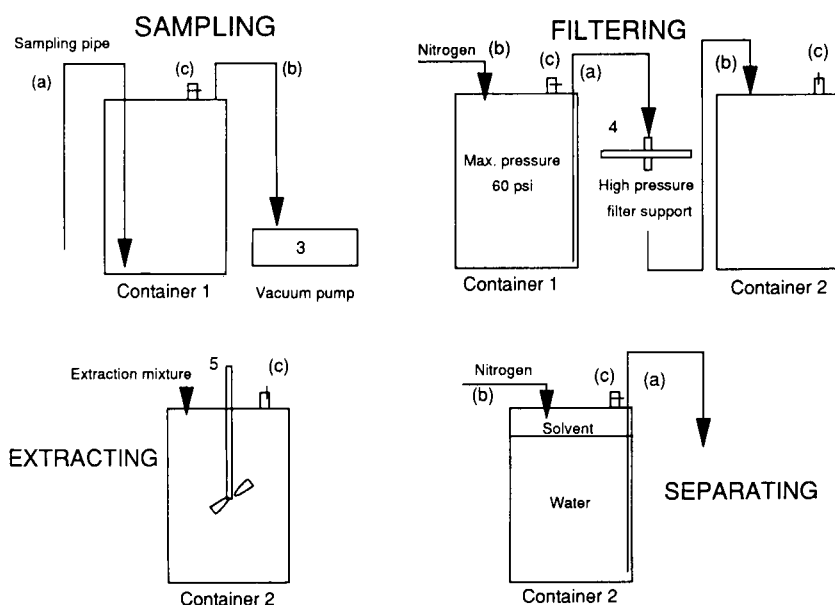 SAMPLING
Sampling pipe
(a)
(c)
(b)
3
Container 1
Vacuum pump
FILTERING
Nitrogen
(b)
(c)
(a)
(b)
(c)
4
Max. pressure
60 psi
High pressure
filter support
Container 1
Container 2
Extraction mixture
5
(c)
EXTRACTING
Container 2
Nitrogen
(b)
(c)
(a)
Solvent
Water
SEPARATING
Container 2